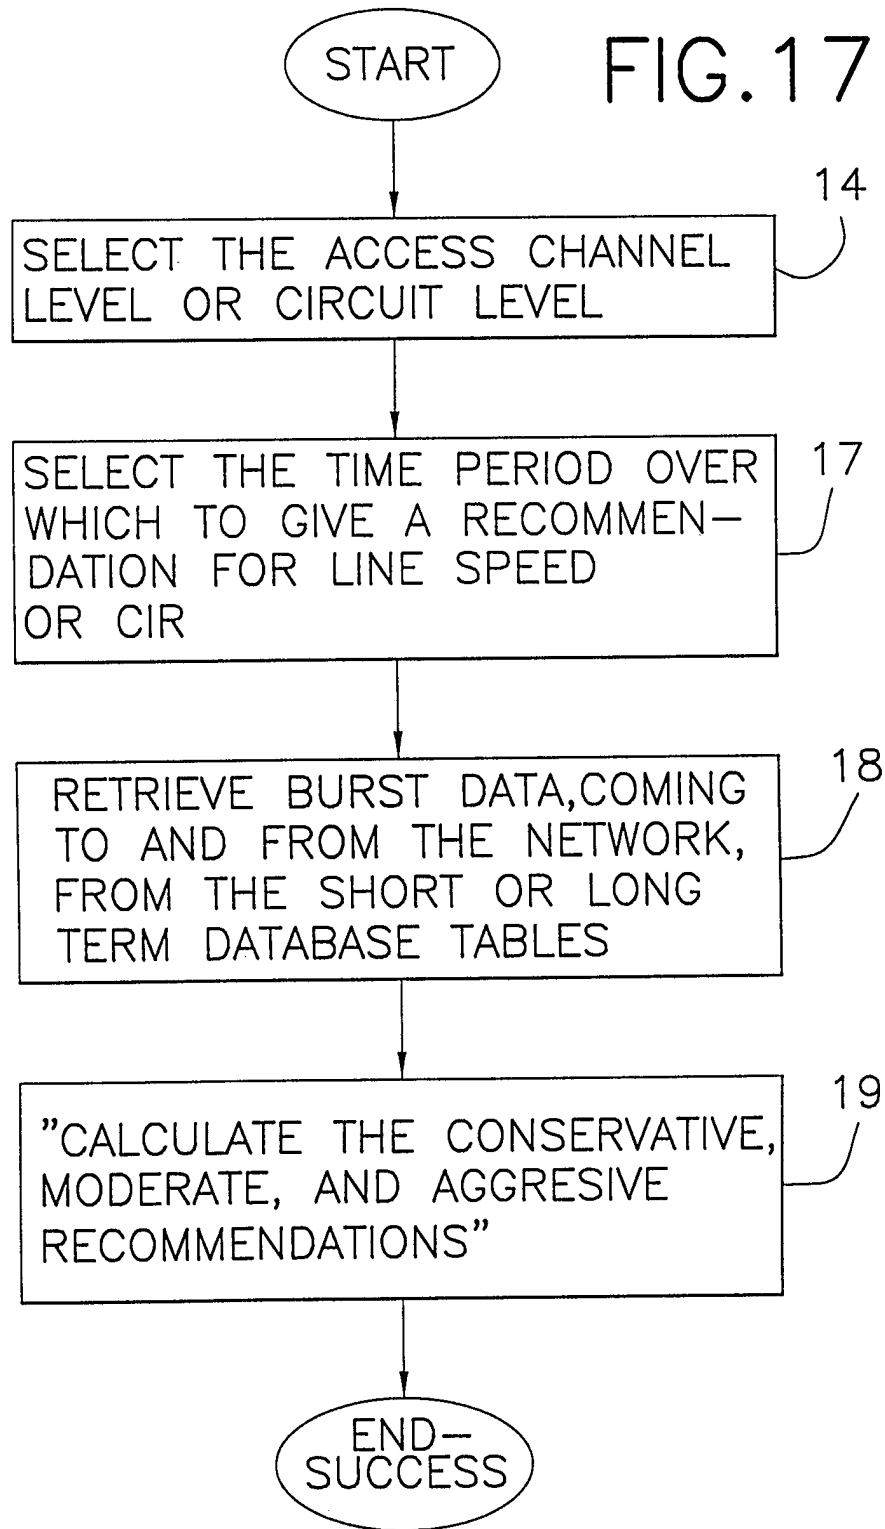 START
FIG.17
14
SELECT THE ACCESS CHANNEL
LEVEL OR CIRCUIT LEVEL
17
SELECT THE TIME PERIOD OVER
WHICH TO GIVE A RECOMMEN-
DATION FOR LINE SPEED
OR CIR
18
RETRIEVE BURST DATA,COMING
TO AND FROM THE NETWORK,
FROM THE SHORT OR LONG
TERM DATABASE TABLES
19
"CALCULATE THE CONSERVATIVE,
MODERATE, AND AGGRESIVE
RECOMMENDATIONS"
END-
SUCCESS